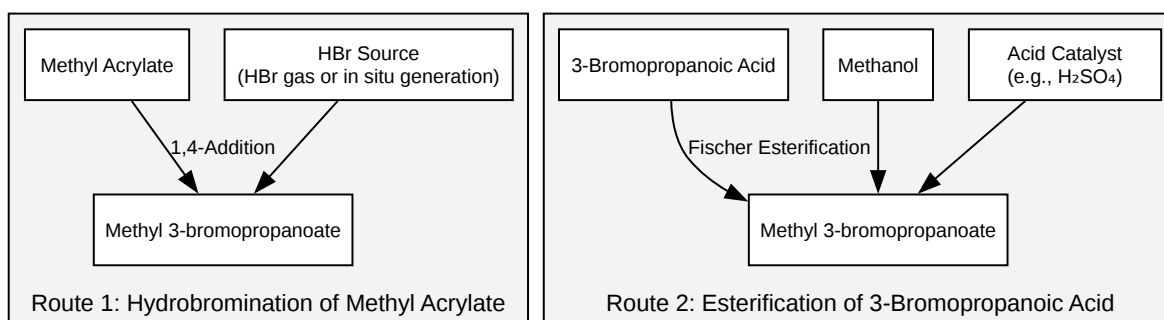 Methyl Acrylate
HBr Source
(HBr gas or in situ generation)
1,4-Addition
Methyl 3-bromopropanoate
Route 1: Hydrobromination of Methyl Acrylate
3-Bromopropanoic Acid
Methanol
Acid Catalyst
(e.g., H₂SO₄)
Fischer Esterification
Methyl 3-bromopropanoate
Route 2: Esterification of 3-Bromopropanoic Acid